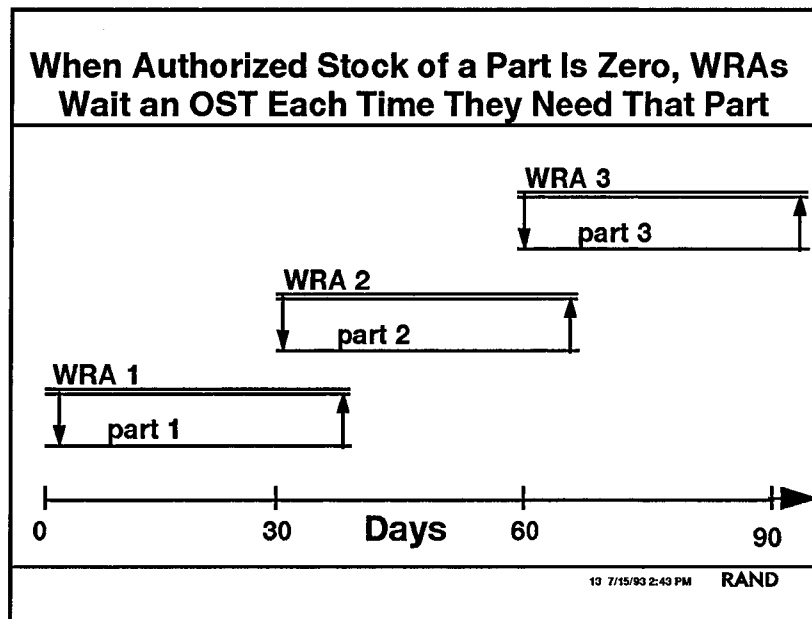 When Authorized Stock of a Part Is Zero, WRAs
Wait an OST Each Time They Need That Part
WRA 3
part 3
WRA 2
part 2
WRA 1
part 1
0 30 Days 60 90
13 7/15/93 2:43 PM RAND